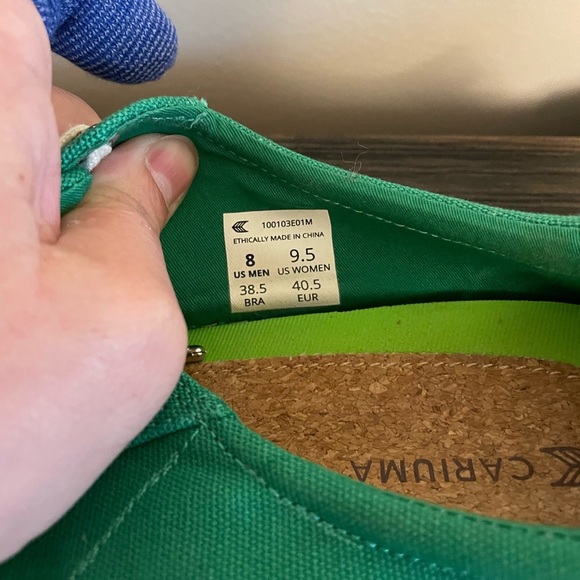 100103E01M
ETHICALLY MADE IN CHINA
8 9.5
US MEN US WOMEN
38.5 40.5
BRA EUR
CARIUMA